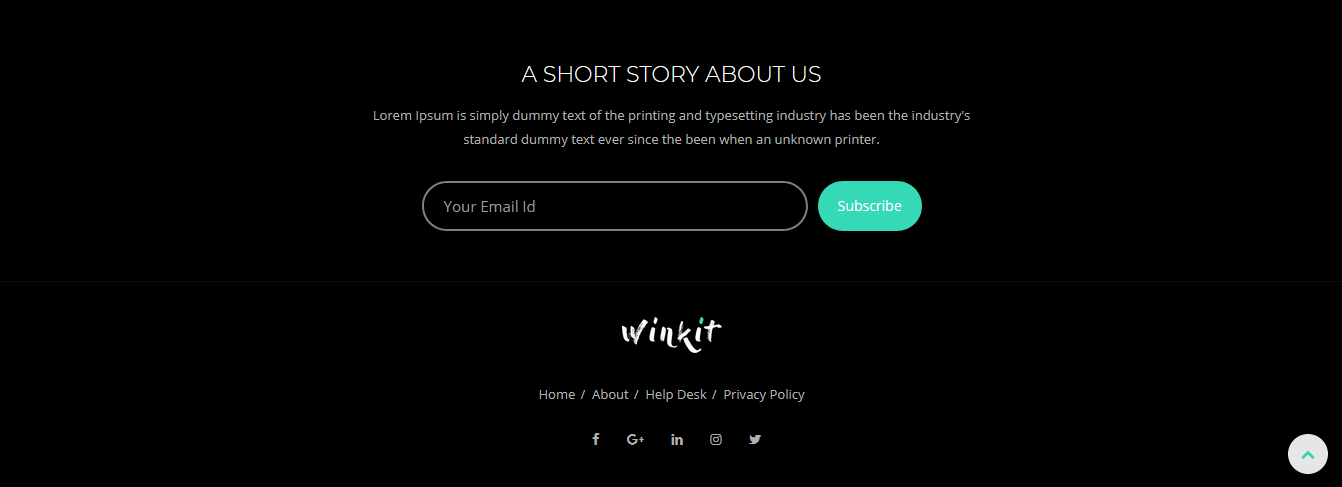 A SHORT STORY ABOUT US
Lorem Ipsum is simply dummy text of the printing and typesetting industry has been the industry's
standard dummy text ever since the been when an unknown printer.
Your Email Id
Subscribe
winkit
Home / About / Help Desk / Privacy Policy